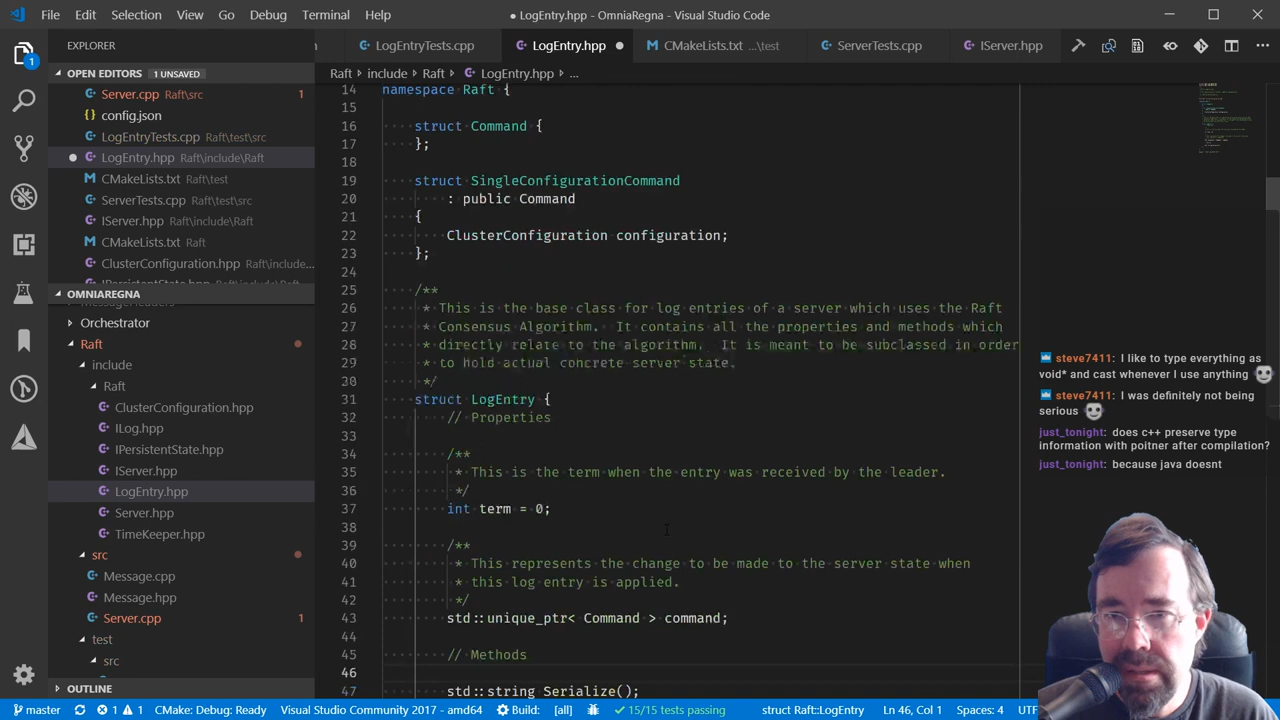 File Edit Selection View Go Debug Terminal Help
● LogEntry.hpp - OmniaRegna - Visual Studio Code
EXPLORER
LogEntryTests.cpp
LogEntry.hpp ●
CMakeLists.txt ...\test
ServerTests.cpp
IServer.hpp
OPEN EDITORS 1 UNSAVED
Server.cpp Raft\src 1
config.json
LogEntryTests.cpp Raft\test\src
LogEntry.hpp Raft\include\Raft
CMakeLists.txt Raft\test
ServerTests.cpp Raft\test\src
IServer.hpp Raft\include\Raft
CMakeLists.txt Raft
ClusterConfiguration.hpp Raft\include...
OMNIAREGNA
Orchestrator
Raft
include
Raft
ClusterConfiguration.hpp
ILog.hpp
IPersistentState.hpp
IServer.hpp
LogEntry.hpp
Server.hpp
TimeKeeper.hpp
src
Message.cpp
Message.hpp
Server.cpp 1
test
src
OUTLINE
Raft > include > Raft > LogEntry.hpp > ...
14 namespace Raft {
15
16 struct Command {
17 };
18
19 struct SingleConfigurationCommand
20 : public Command
21 {
22 ClusterConfiguration configuration;
23 };
24
25 /**
26 * This is the base class for log entries of a server which uses the Raft
27 * Consensus Algorithm. It contains all the properties and methods which
28 * directly relate to the algorithm. It is meant to be subclassed in order
29 * to hold actual concrete server state.
30 */
31 struct LogEntry {
32 // Properties
33
34 /**
35 * This is the term when the entry was received by the leader.
36 */
37 int term = 0;
38
39 /**
40 * This represents the change to be made to the server state when
41 * this log entry is applied.
42 */
43 std::unique_ptr< Command > command;
44
45 // Methods
46
47 std::string Serialize();
steve7411: I like to type everything as
void* and cast whenever I use anything
steve7411: I was definitely not being
serious
just_tonight: does c++ preserve type
information with poitner after compilation?
just_tonight: because java doesnt
master 1 1 CMake: Debug: Ready Visual Studio Community 2017 - amd64 Build: [all] 15/15 tests passing struct Raft::LogEntry Ln 46, Col 1 Spaces: 4 UTF